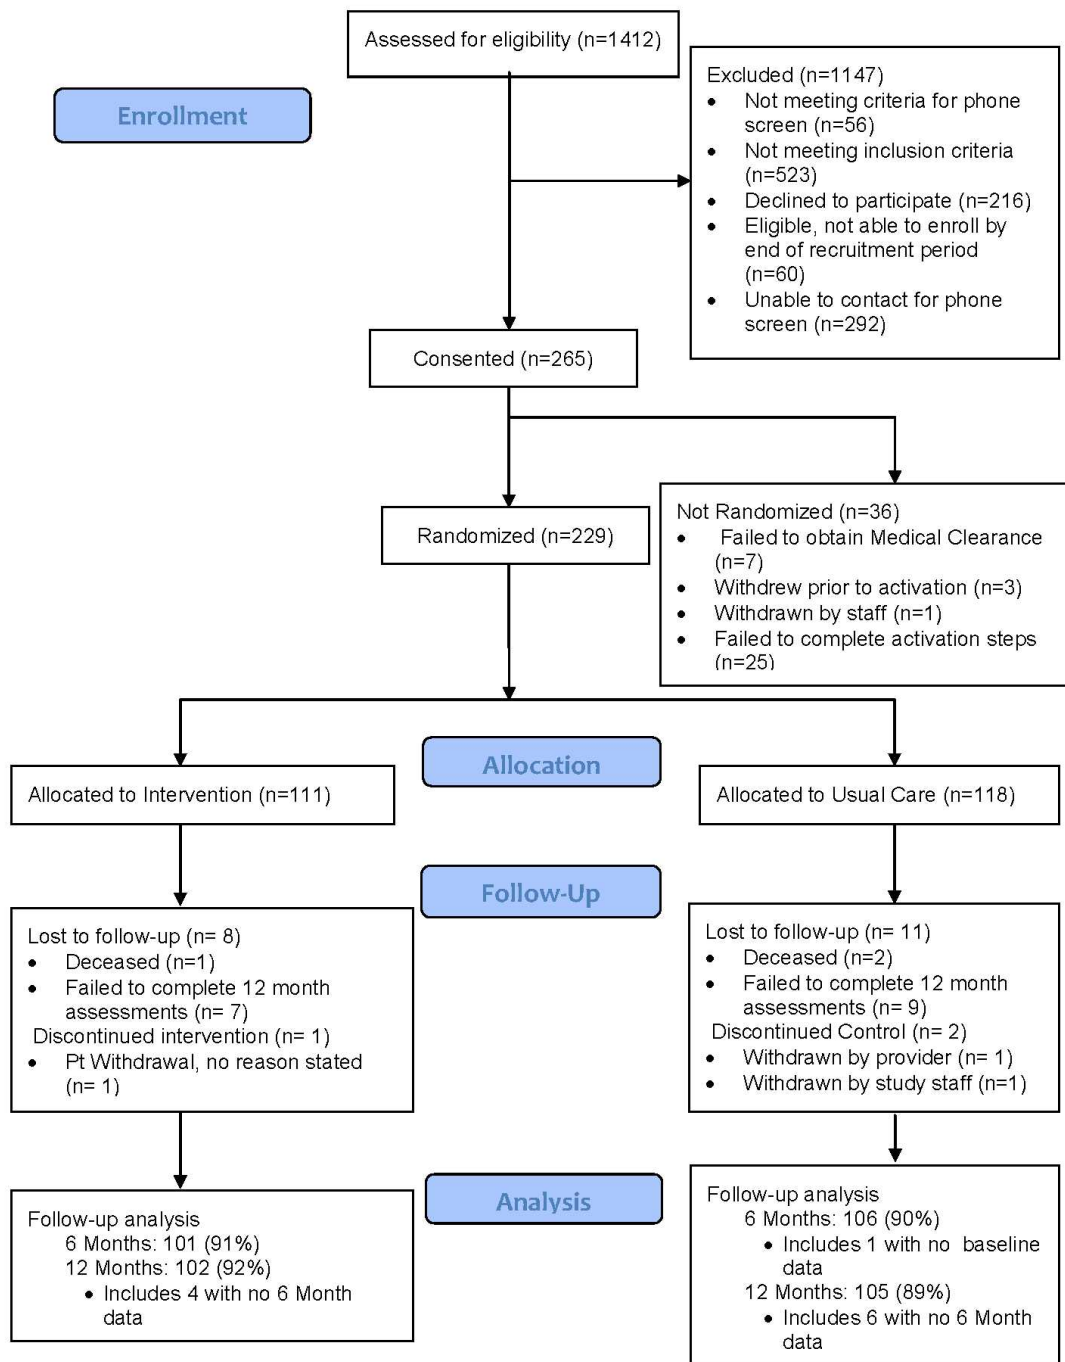 Assessed for eligibility (n=1412)
Enrollment
Excluded (n=1147)
• Not meeting criteria for phone
screen (n=56)
• Not meeting inclusion criteria
(n=523)
• Declined to participate (n=216)
• Eligible, not able to enroll by
end of recruitment period
(n=60)
• Unable to contact for phone
screen (n=292)
Consented (n=265)
Randomized (n=229)
Not Randomized (n=36)
• Failed to obtain Medical Clearance
(n=7)
• Withdrew prior to activation (n=3)
• Withdrawn by staff (n=1)
• Failed to complete activation steps
(n=25)
Allocation
Allocated to Intervention (n=111)
Allocated to Usual Care (n=118)
Follow-Up
Lost to follow-up (n= 8)
• Deceased (n=1)
• Failed to complete 12 month
assessments (n= 7)
Discontinued intervention (n= 1)
• Pt Withdrawal, no reason stated
(n= 1)
Lost to follow-up (n= 11)
• Deceased (n=2)
• Failed to complete 12 month
assessments (n= 9)
Discontinued Control (n= 2)
• Withdrawn by provider (n= 1)
• Withdrawn by study staff (n=1)
Analysis
Follow-up analysis
6 Months: 101 (91%)
12 Months: 102 (92%)
• Includes 4 with no 6 Month
data
Follow-up analysis
6 Months: 106 (90%)
• Includes 1 with no baseline
data
12 Months: 105 (89%)
• Includes 6 with no 6 Month
data